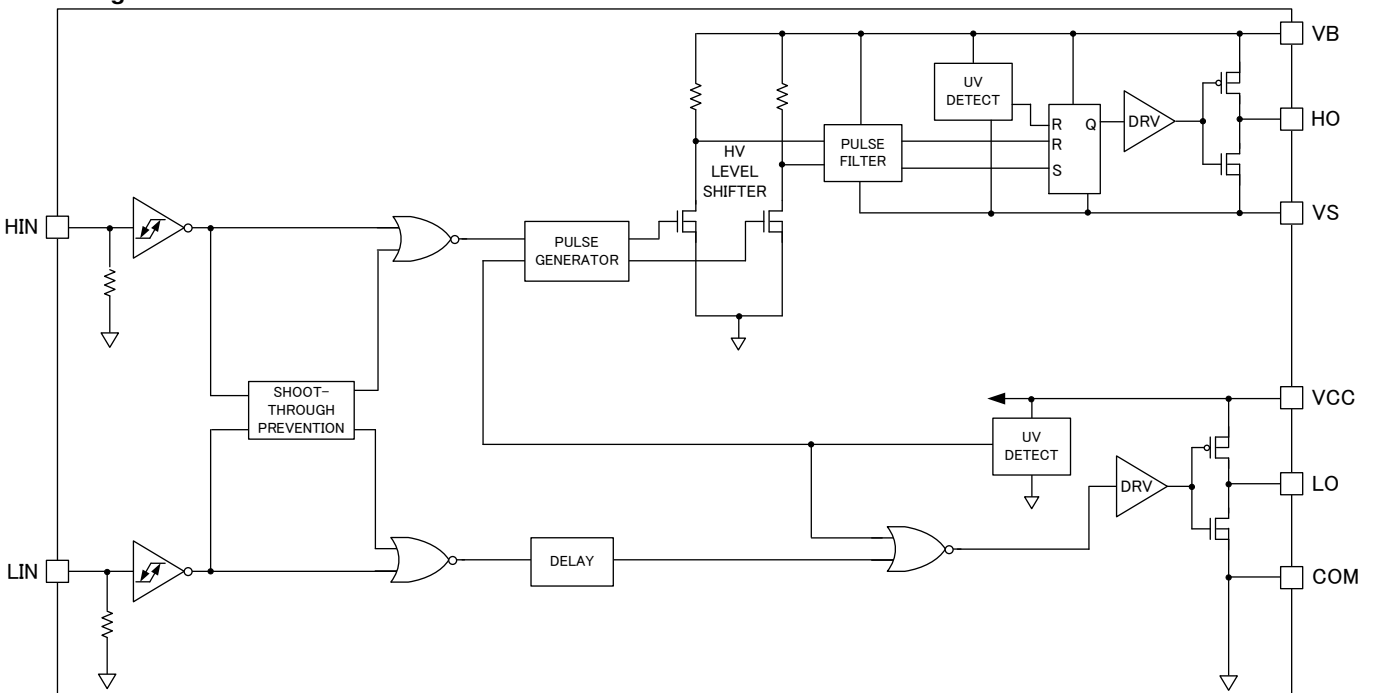 VB
UV
DETECT
R
Q
DRV
HO
R
PULSE
FILTER
S
HV
LEVEL
SHIFTER
VS
HIN
PULSE
GENERATOR
SHOOT-
THROUGH
PREVENTION
VCC
UV
DETECT
DRV
LO
LIN
DELAY
COM